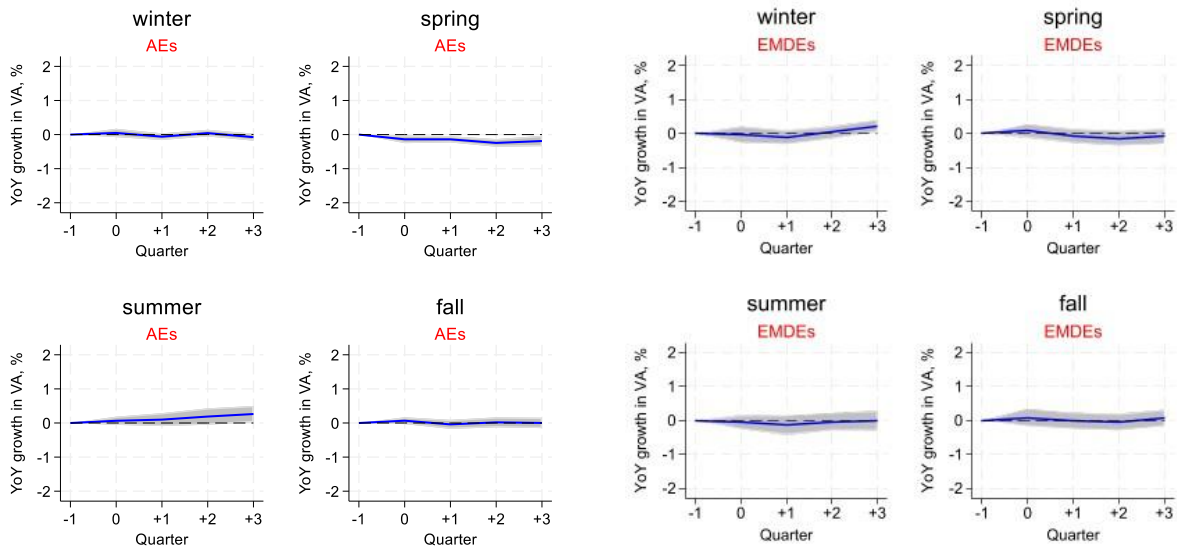 winter
AEs
YoY growth in VA, %
2
1
0
-1
-2
-1 0 +1 +2 +3
Quarter
spring
AEs
YoY growth in VA, %
2
1
0
-1
-2
-1 0 +1 +2 +3
Quarter
winter
EMDEs
YoY growth in VA, %
2
1
0
-1
-2
-1 0 +1 +2 +3
Quarter
spring
EMDEs
YoY growth in VA, %
2
1
0
-1
-2
-1 0 +1 +2 +3
Quarter
summer
AEs
YoY growth in VA, %
2
1
0
-1
-2
-1 0 +1 +2 +3
Quarter
fall
AEs
YoY growth in VA, %
2
1
0
-1
-2
-1 0 +1 +2 +3
Quarter
summer
EMDEs
YoY growth in VA, %
2
1
0
-1
-2
-1 0 +1 +2 +3
Quarter
fall
EMDEs
YoY growth in VA, %
2
1
0
-1
-2
-1 0 +1 +2 +3
Quarter